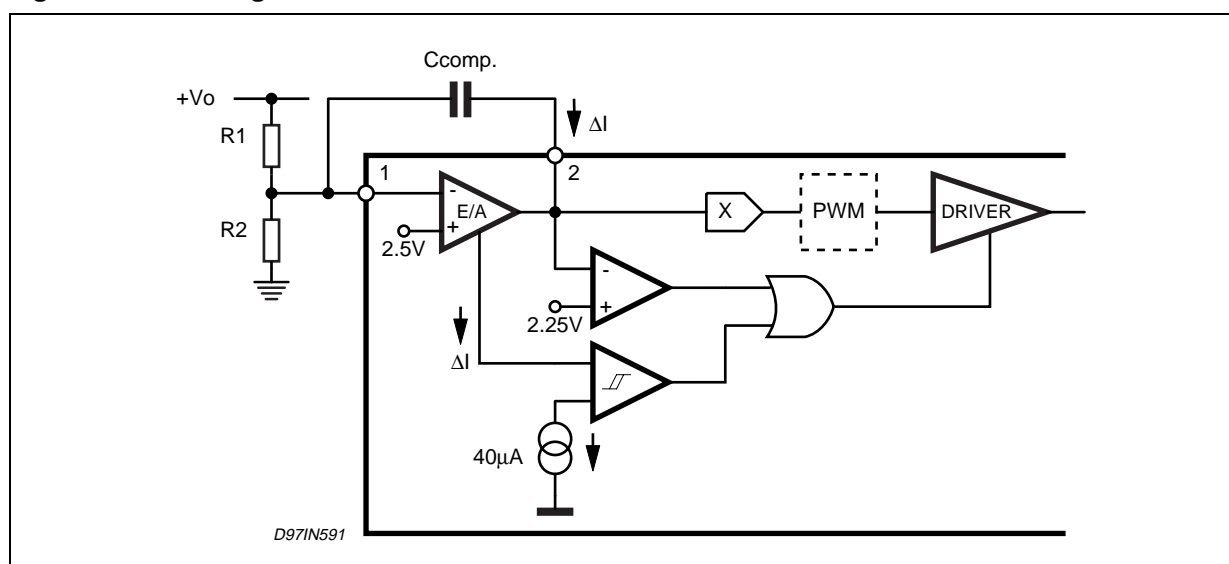 Ccomp.
+Vo
ΔI
R1
1
2
-
E/A
X
PWM
DRIVER
+
2.5V
R2
-
+
2.25V
ΔI
40μA
D97IN591